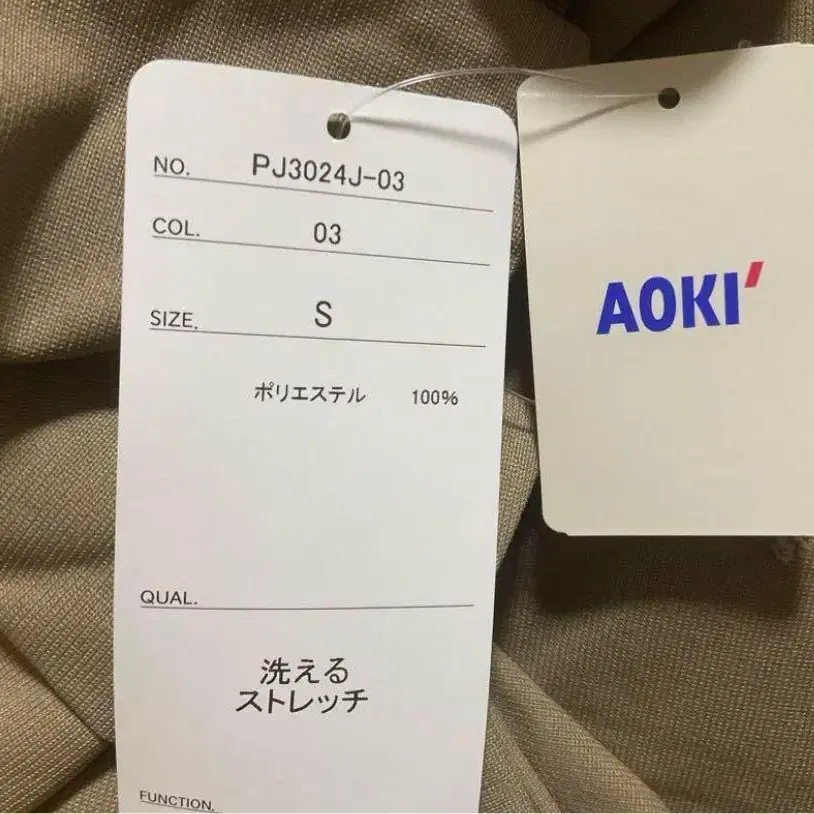 NO. PJ3024J-03
COL. 03
SIZE. S
ポリエステル 100%
QUAL.
洗える
ストレッチ
FUNCTION.
AOKI'